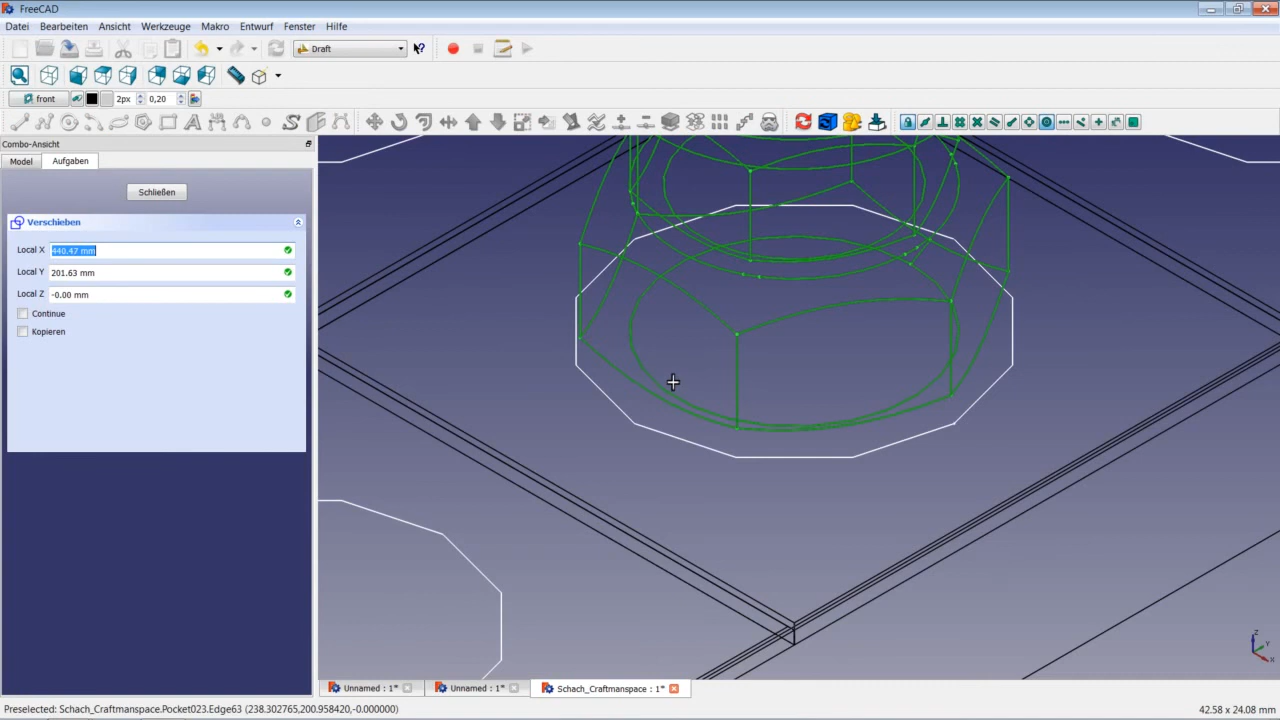 FreeCAD
Datei Bearbeiten Ansicht Werkzeuge Makro Entwurf Fenster Hilfe
Draft
front 2px 0,20
Combo-Ansicht
Model Aufgaben
Schließen
Verschieben
Local X 440.47 mm
Local Y 201.63 mm
Local Z -0.00 mm
Continue
Kopieren
Z
Y
X
Unnamed : 1* Unnamed : 1* Schach_Craftmanspace : 1*
Preselected: Schach_Craftmanspace.Pocket023.Edge63 (238.302765,200.958420,-0.000000) 42.58 x 24.08 mm